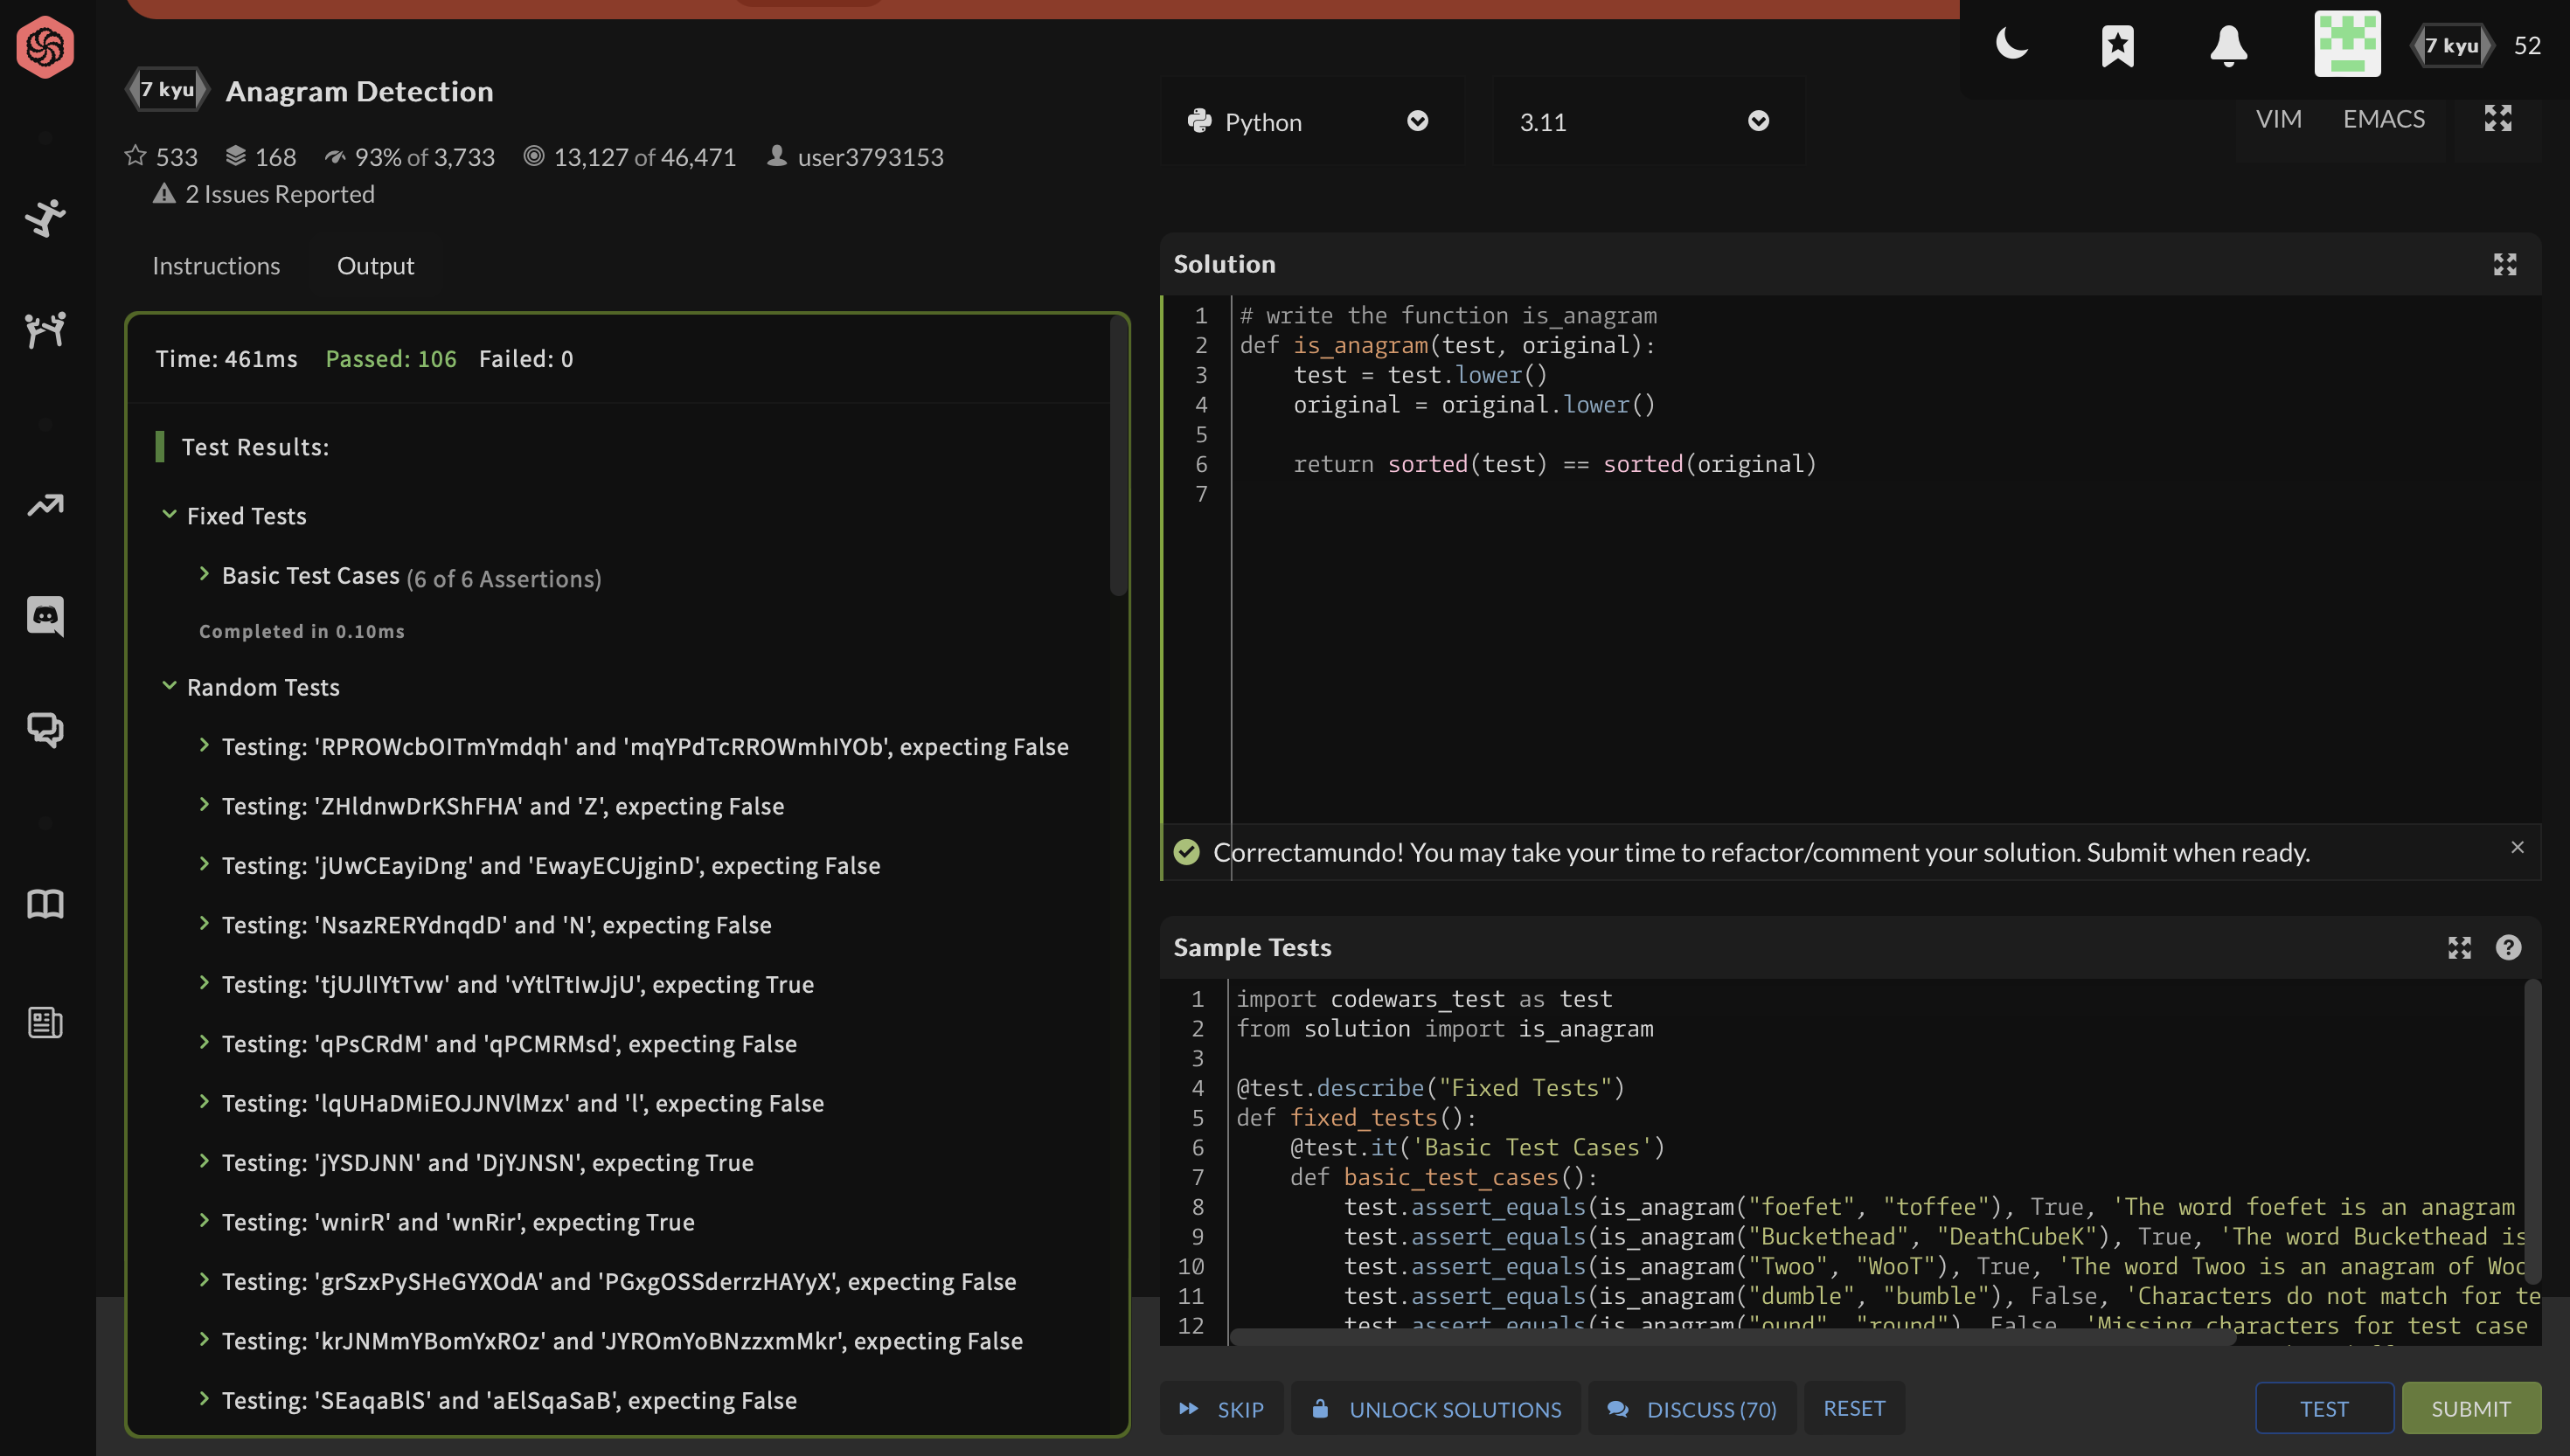 7 kyu 52
7 kyu Anagram Detection
533 168 93% of 3,733 13,127 of 46,471 user3793153
2 Issues Reported
Python 3.11 VIM EMACS
Instructions Output
Time: 461ms Passed: 106 Failed: 0
Test Results:
Fixed Tests
Basic Test Cases (6 of 6 Assertions)
Completed in 0.10ms
Random Tests
Testing: 'RPROWcbOITmYmdqh' and 'mqYPdTcRROWmhIYOb', expecting False
Testing: 'ZHldnwDrKShFHA' and 'Z', expecting False
Testing: 'jUwCEayiDng' and 'EwayECUjginD', expecting False
Testing: 'NsazRERYdnqdD' and 'N', expecting False
Testing: 'tjUJlIYtTvw' and 'vYtlTtIwJjU', expecting True
Testing: 'qPsCRdM' and 'qPCMRMsd', expecting False
Testing: 'lqUHaDMiEOJJNVlMzx' and 'l', expecting False
Testing: 'jYSDJNN' and 'DjYJNSN', expecting True
Testing: 'wnirR' and 'wnRir', expecting True
Testing: 'grSzxPySHeGYXOdA' and 'PGxgOSSderrzHAYyX', expecting False
Testing: 'krJNMmYBomYxROz' and 'JYROmYoBNzzxmMkr', expecting False
Testing: 'SEaqaBlS' and 'aElSqaSaB', expecting False
Solution
1 # write the function is_anagram
2 def is_anagram(test, original):
3 test = test.lower()
4 original = original.lower()
5
6 return sorted(test) == sorted(original)
7
Correctamundo! You may take your time to refactor/comment your solution. Submit when ready.
Sample Tests
1 import codewars_test as test
2 from solution import is_anagram
3
4 @test.describe("Fixed Tests")
5 def fixed_tests():
6 @test.it('Basic Test Cases')
7 def basic_test_cases():
8 test.assert_equals(is_anagram("foefet", "toffee"), True, 'The word foefet is an anagram
9 test.assert_equals(is_anagram("Buckethead", "DeathCubeK"), True, 'The word Buckethead is
10 test.assert_equals(is_anagram("Twoo", "WooT"), True, 'The word Twoo is an anagram of Woo
11 test.assert_equals(is_anagram("dumble", "bumble"), False, 'Characters do not match for te
12 test.assert_equals(is_anagram("ound", "round"), False, 'Missing characters for test case
SKIP UNLOCK SOLUTIONS DISCUSS (70) RESET TEST SUBMIT